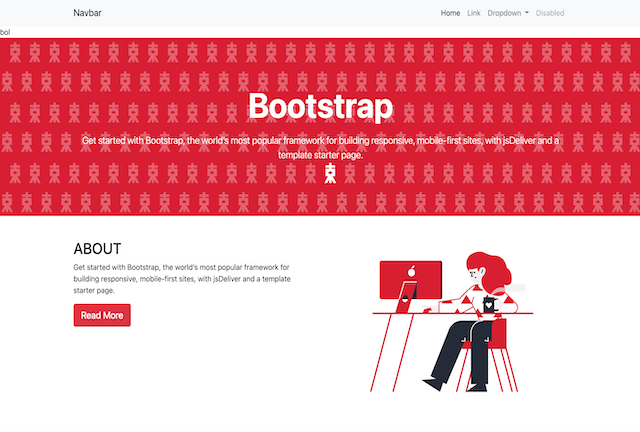 Navbar
Home Link Dropdown Disabled
bol
Bootstrap
Get started with Bootstrap, the world's most popular framework for building responsive, mobile-first sites, with jsDeliver and a
template starter page.
ABOUT
Get started with Bootstrap, the world's most popular framework for
building responsive, mobile-first sites, with jsDeliver and a template
starter page.
Read More